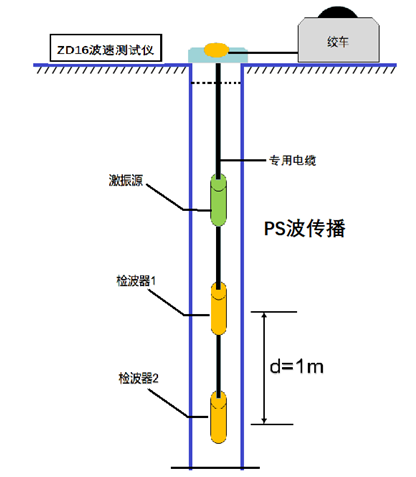 ZD16波速测试仪
绞车
专用电缆
激振源
PS波传播
检波器1
d=1m
检波器2